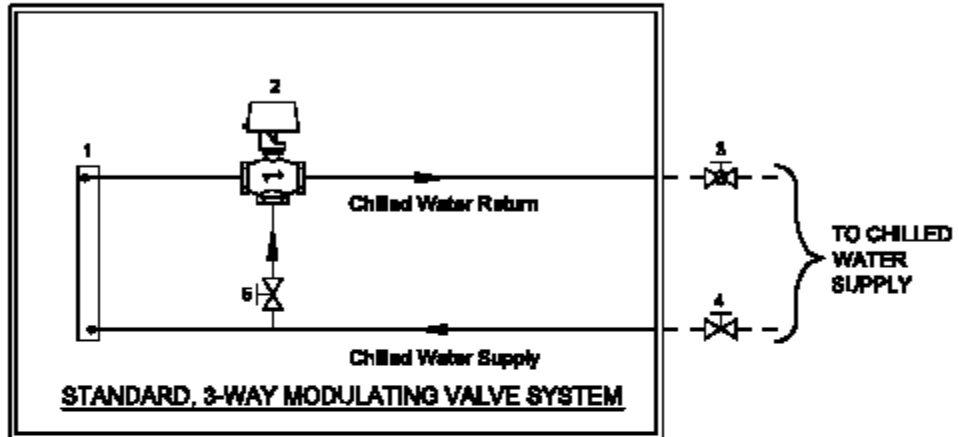 2
1
3
Chilled Water Return
TO CHILLED
WATER
SUPPLY
5
4
Chilled Water Supply
STANDARD, 3-WAY MODULATING VALVE SYSTEM